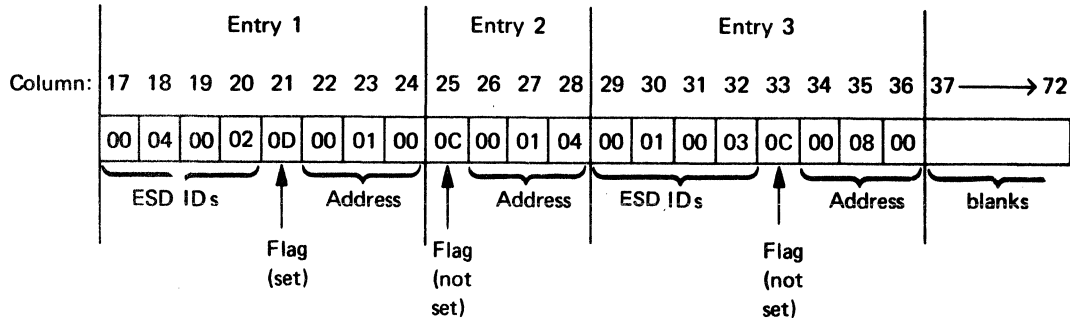 Entry 1 Entry 2 Entry 3
Column: 17 18 19 20 21 22 23 24 25 26 27 28 29 30 31 32 33 34 35 36 37 72
00 04 00 02 0D 00 01 00 0C 00 01 04 00 01 00 03 0C 00 08 00
ESD IDs Address Address ESD IDs Address blanks
Flag Flag Flag
(set) (not (not
set) set)